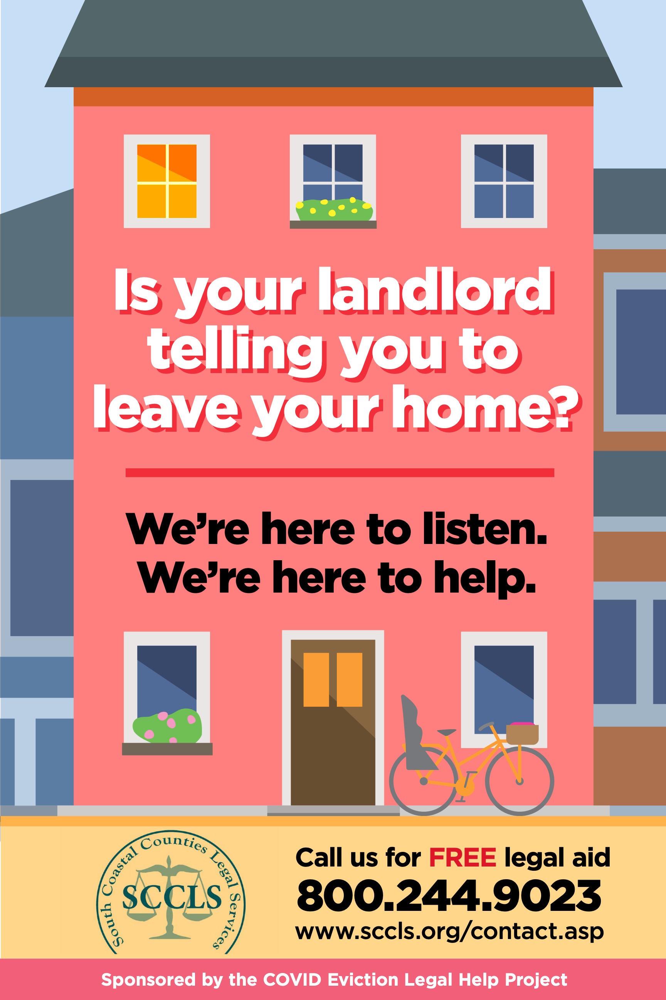 Is your landlord
telling you to
leave your home?
We’re here to listen.
We’re here to help.
South Coastal Counties Legal Services
SCCLS
Call us for FREE legal aid
800.244.9023
www.sccls.org/contact.asp
Sponsored by the COVID Eviction Legal Help Project